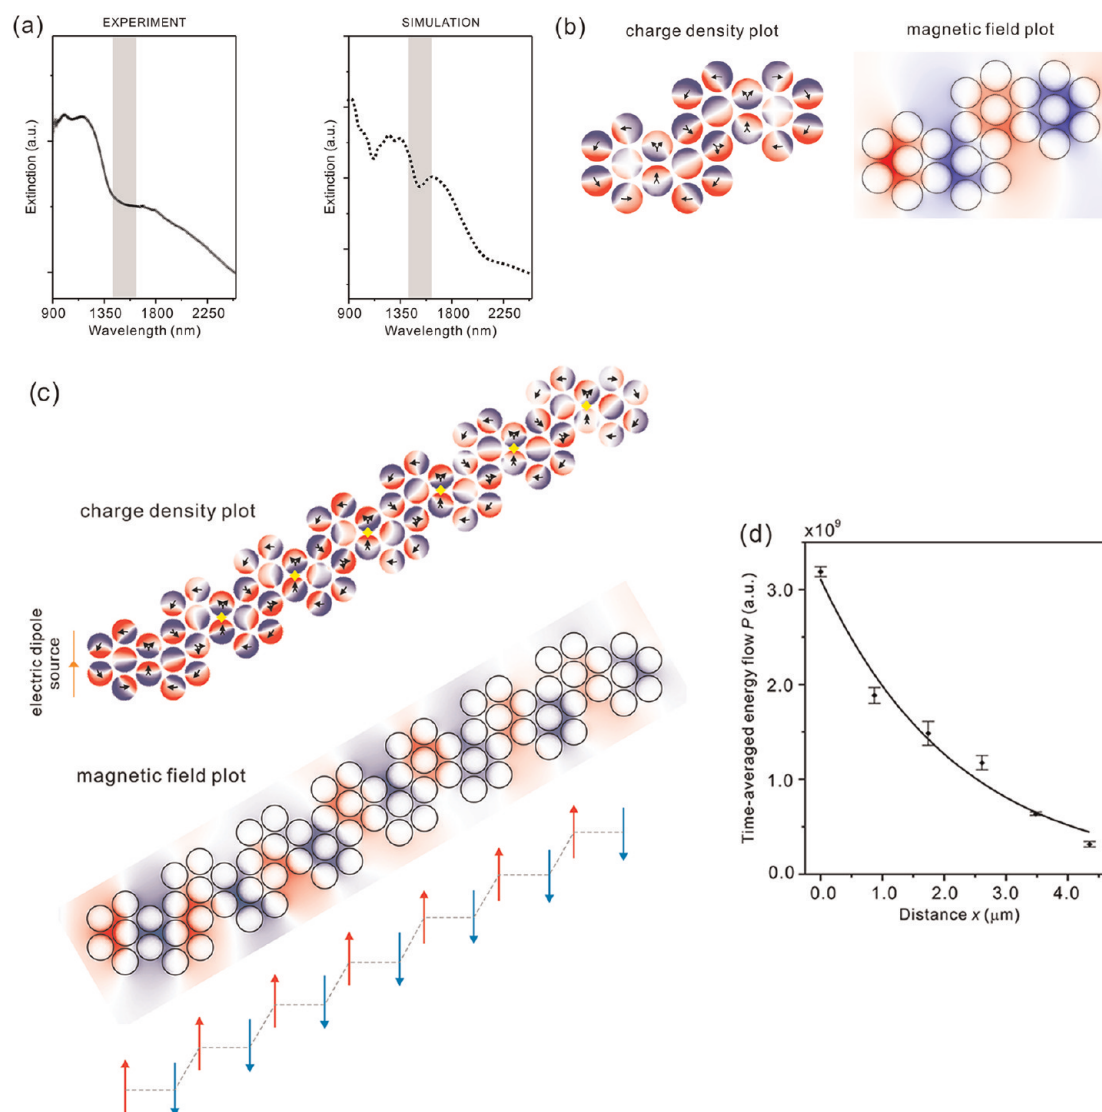 (a)
EXPERIMENT
Extinction (a.u.)
900 1350 1800 2250
Wavelength (nm)
SIMULATION
Extinction (a.u.)
900 1350 1800 2250
Wavelength (nm)
(b)
charge density plot
magnetic field plot
(c)
charge density plot
electric dipole
source
magnetic field plot
(d)
x10⁹
3.0
2.0
1.0
0.0
Time-averaged energy flow P (a.u.)
0.0 1.0 2.0 3.0 4.0
Distance x (μm)